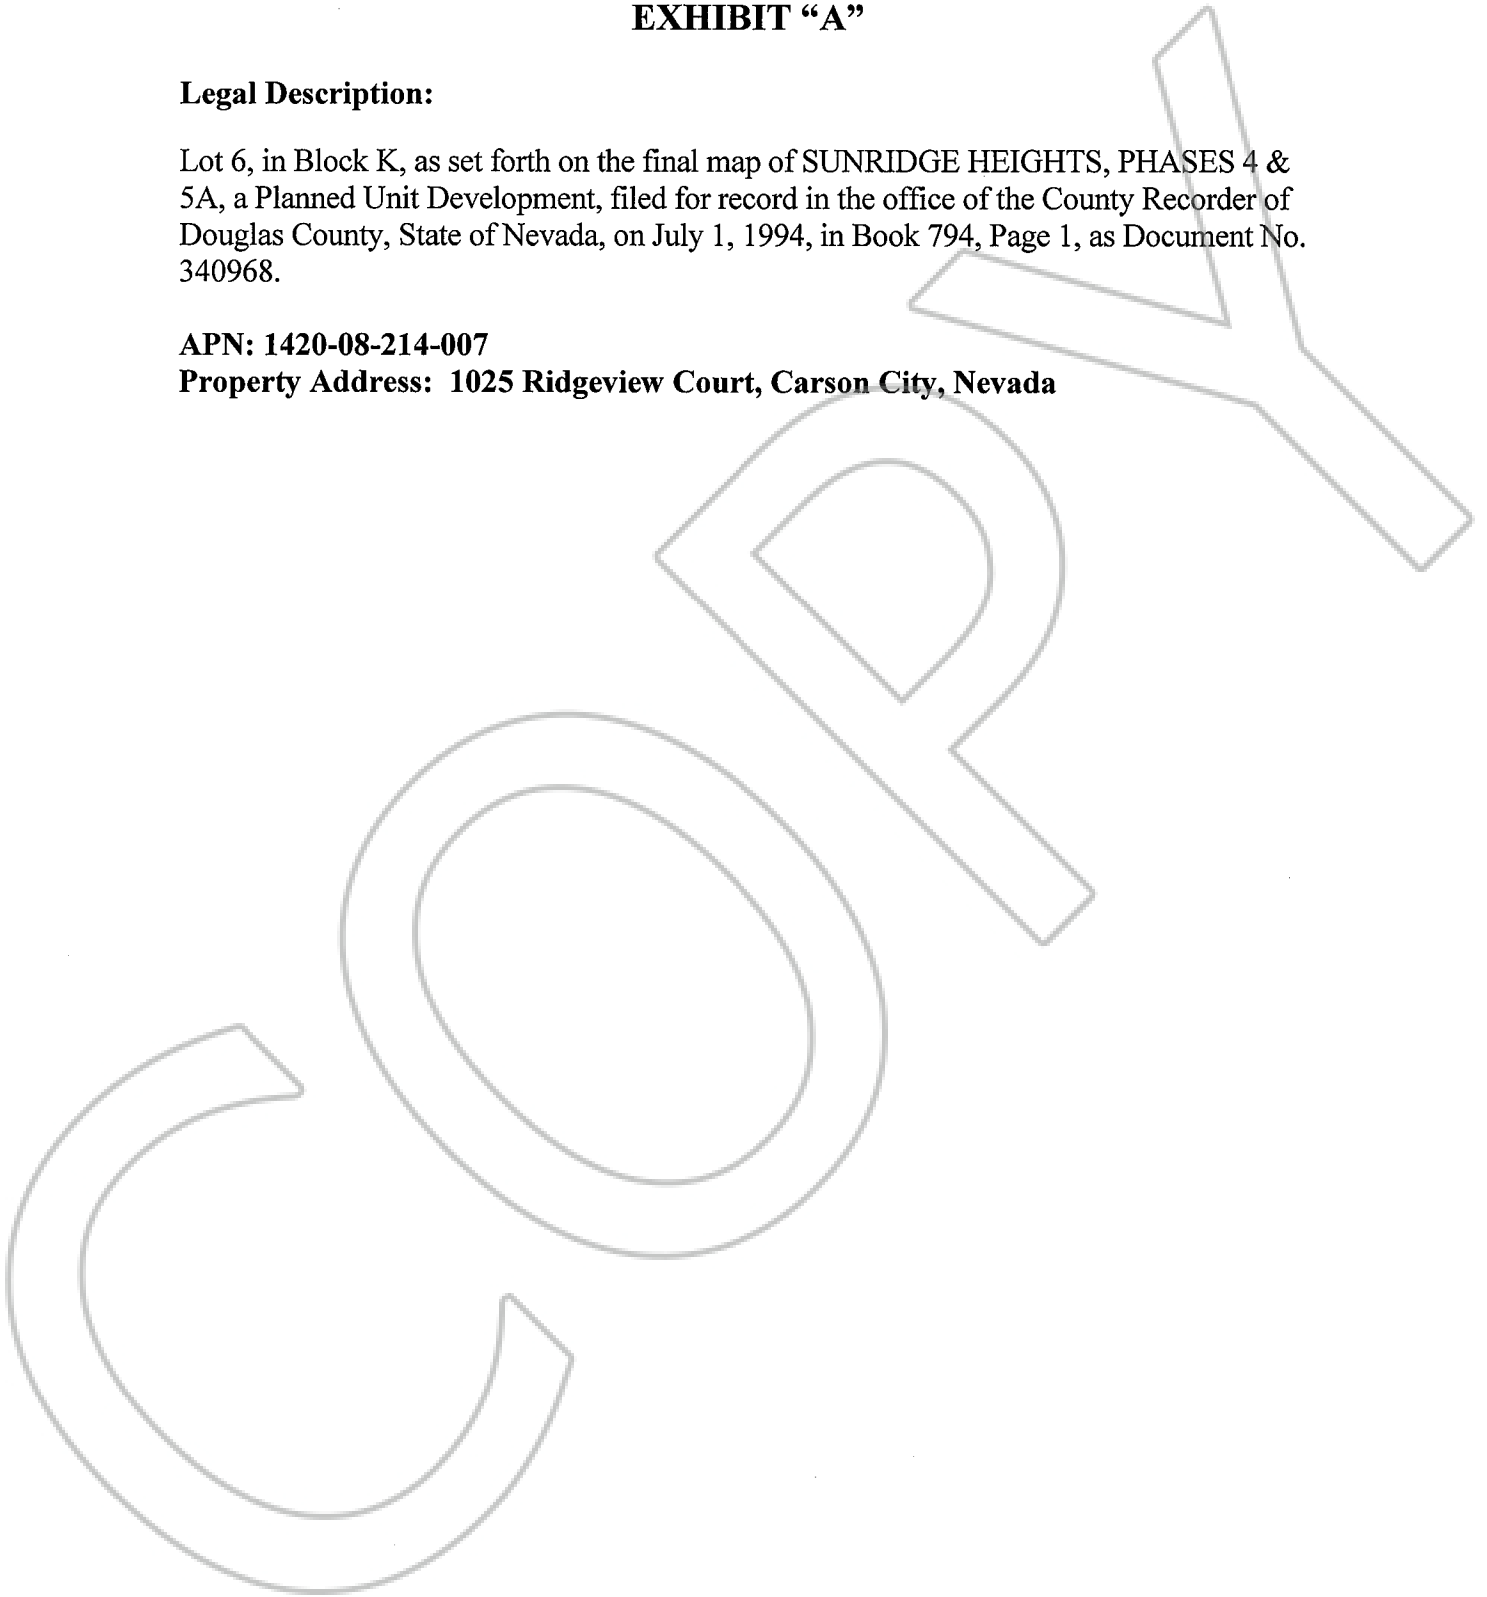 EXHIBIT “A”
Legal Description:
Lot 6, in Block K, as set forth on the final map of SUNRIDGE HEIGHTS, PHASES 4 &
5A, a Planned Unit Development, filed for record in the office of the County Recorder of
Douglas County, State of Nevada, on July 1, 1994, in Book 794, Page 1, as Document No.
340968.
APN: 1420-08-214-007
Property Address:  1025 Ridgeview Court, Carson City, Nevada
COPY